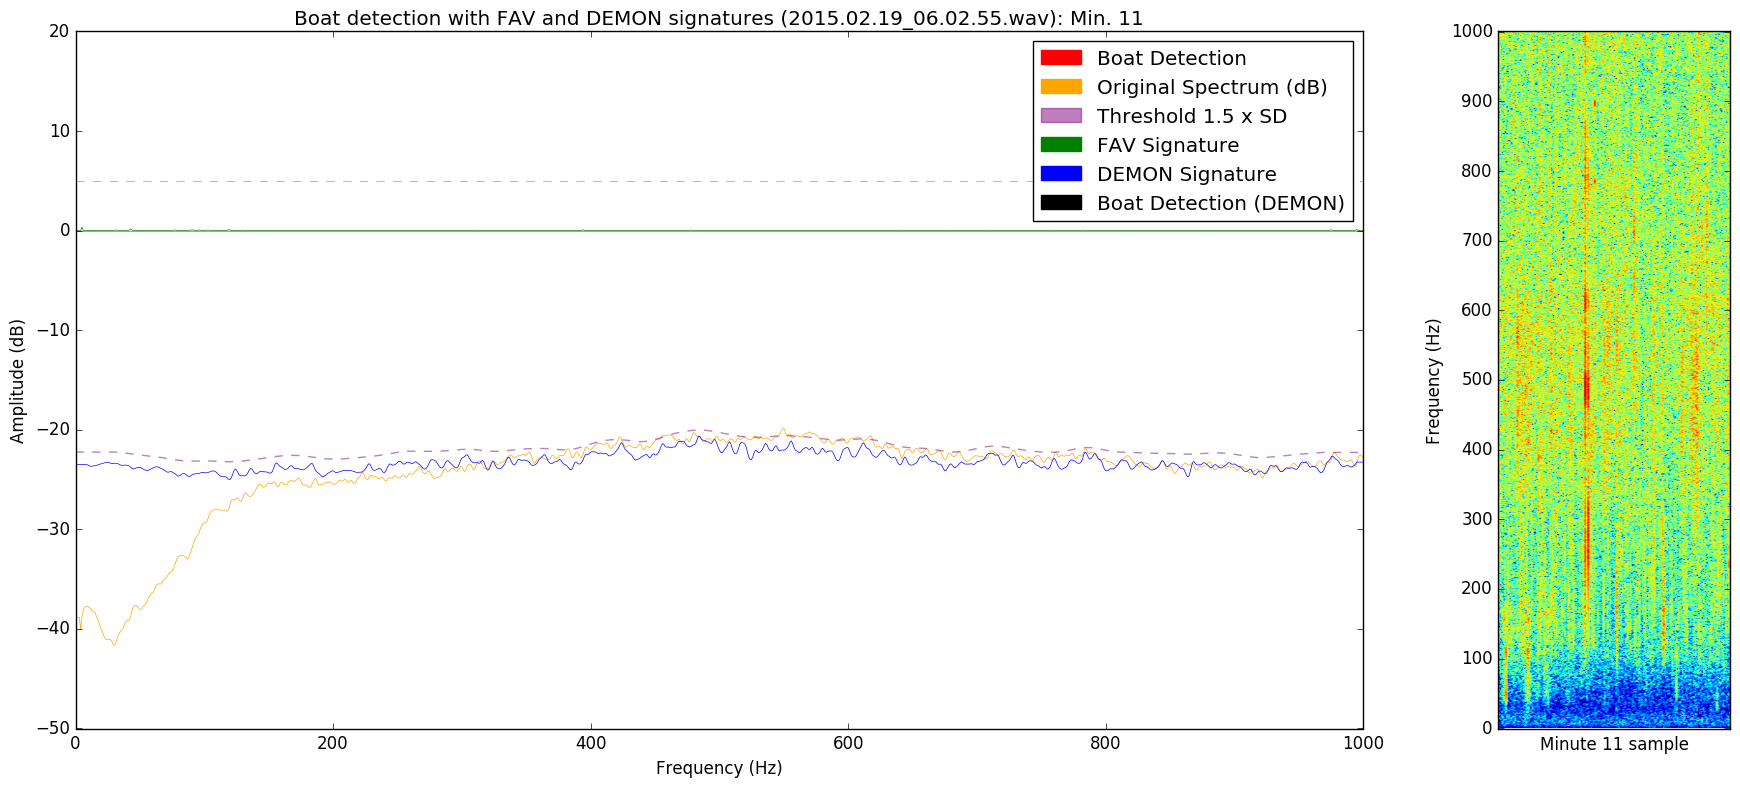 Boat detection with FAV and DEMON signatures (2015.02.19_06.02.55.wav): Min. 11
Boat Detection
Original Spectrum (dB)
Threshold 1.5 x SD
FAV Signature
DEMON Signature
Boat Detection (DEMON)
Amplitude (dB)
20
10
0
−10
−20
−30
−40
−50
0
200
400
600
800
1000
Frequency (Hz)
Frequency (Hz)
1000
900
800
700
600
500
400
300
200
100
0
Minute 11 sample